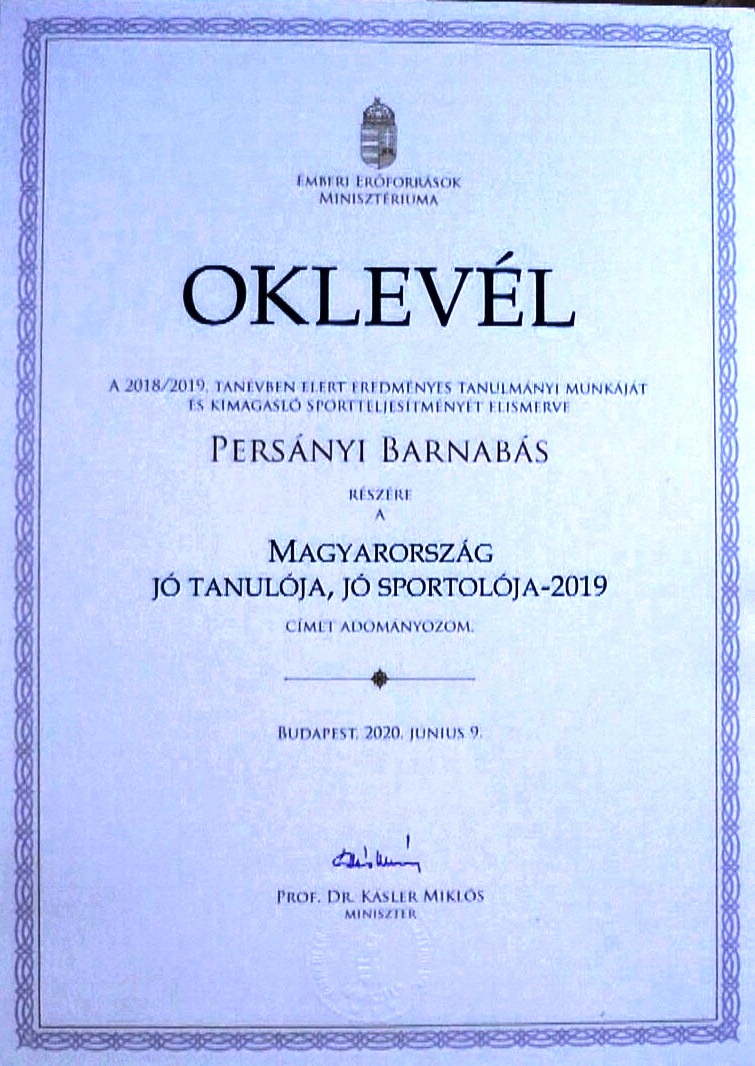 EMBERI ERŐFORRÁSOK
MINISZTÉRIUMA
OKLEVÉL
A 2018/2019. TANÉVBEN ELÉRT EREDMÉNYES TANULMÁNYI MUNKÁJÁT
ÉS KIMAGASLÓ SPORTTELJESÍTMÉNYÉT ELISMERVE
PERSÁNYI BARNABÁS
RÉSZÉRE
A
MAGYARORSZÁG
JÓ TANULÓJA, JÓ SPORTOLÓJA-2019
CÍMET ADOMÁNYOZOM.
BUDAPEST, 2020. JÚNIUS 9.
PROF. DR. KÁSLER MIKLÓS
MINISZTER